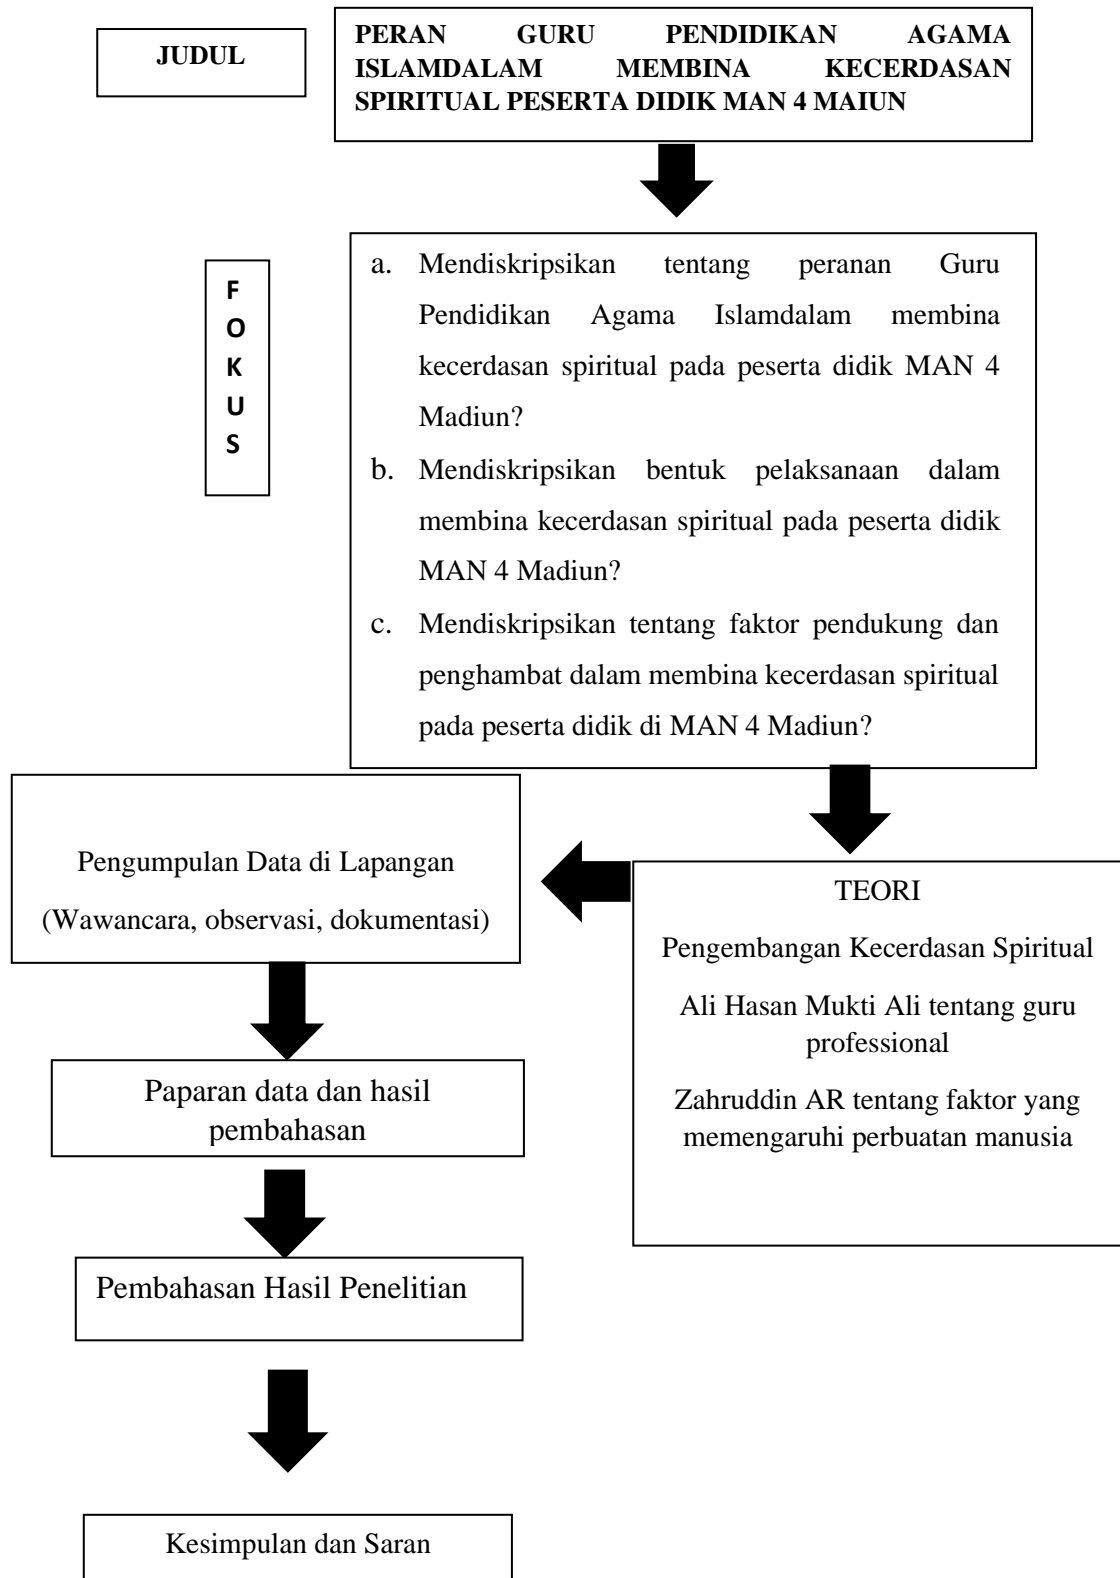 JUDUL
PERAN GURU PENDIDIKAN AGAMA
ISLAMDALAM MEMBINA KECERDASAN
SPIRITUAL PESERTA DIDIK MAN 4 MAIUN
F
O
K
U
S
a. Mendiskripsikan tentang peranan Guru
Pendidikan Agama Islamdalam membina
kecerdasan spiritual pada peserta didik MAN 4
Madiun?
b. Mendiskripsikan bentuk pelaksanaan dalam
membina kecerdasan spiritual pada peserta didik
MAN 4 Madiun?
c. Mendiskripsikan tentang faktor pendukung dan
penghambat dalam membina kecerdasan spiritual
pada peserta didik di MAN 4 Madiun?
TEORI
Pengembangan Kecerdasan Spiritual
Ali Hasan Mukti Ali tentang guru
professional
Zahruddin AR tentang faktor yang
memengaruhi perbuatan manusia
Pengumpulan Data di Lapangan
(Wawancara, observasi, dokumentasi)
Paparan data dan hasil
pembahasan
Pembahasan Hasil Penelitian
Kesimpulan dan Saran